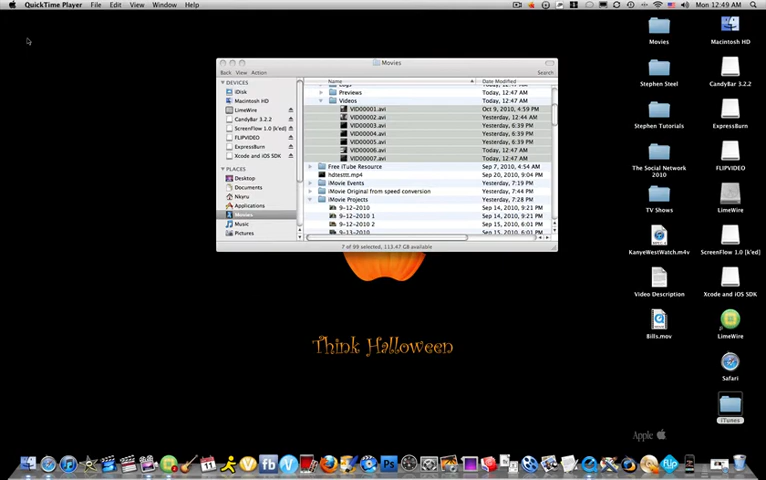 QuickTime Player File Edit View Window Help
Mon 12:49 AM
Movies
Back View Action
Search
DEVICES
iDisk
Macintosh HD
LimeWire
CandyBar 3.2.2
ScreenFlow 1.0 [k'ed]
FLIPVIDEO
ExpressBurn
Xcode and iOS SDK
PLACES
Desktop
Documents
Nkyru
Applications
Movies
Music
Pictures
Name Date Modified
Previews
Videos
VID00001.avi Oct 9, 2010, 4:59 PM
VID00002.avi Yesterday, 12:44 AM
VID00003.avi Yesterday, 6:39 PM
VID00004.avi Yesterday, 6:39 PM
VID00005.avi Yesterday, 6:39 PM
VID00006.avi Today, 12:47 AM
VID00007.avi Today, 12:47 AM
Free iTube Resource Sep 7, 2010, 4:54 AM
hdtesttt.mp4 Sep 20, 2010, 9:04 PM
iMovie Events Yesterday, 7:19 PM
iMovie Original from speed conversion Yesterday, 6:44 PM
iMovie Projects Yesterday, 7:28 PM
9-12-2010 Sep 14, 2010, 9:21 PM
9-12-2010 1 Sep 14, 2010, 9:21 PM
9-12-2010 2 Sep 15, 2010, 6:01 PM
7 of 99 selected, 113.47 GB available
Think Halloween
Apple
Movies
Stephen Steel
Stephen Tutorials
The Social Network
2010
TV Shows
KanyeWestWatch.m4v
Video Description
Bills.mov
Macintosh HD
CandyBar 3.2.2
ExpressBurn
FLIPVIDEO
LimeWire
ScreenFlow 1.0 [k'ed]
Xcode and iOS SDK
LimeWire
Safari
iTunes
11
fb
V
Ps
flip